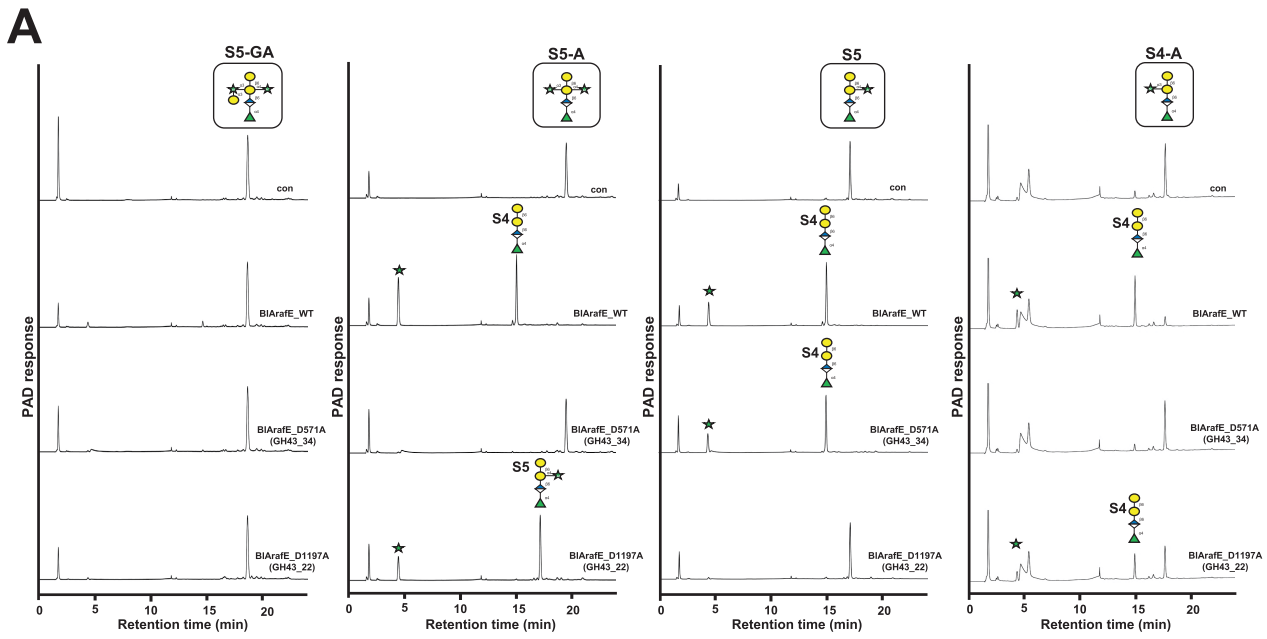 A
S5-GA
S5-A
S5
S4-A
con
con
con
con
S4
S4
S4
BlArafE_WT
BlArafE_WT
BlArafE_WT
BlArafE_WT
S4
BlArafE_D571A
(GH43_34)
BlArafE_D571A
(GH43_34)
BlArafE_D571A
(GH43_34)
BlArafE_D571A
(GH43_34)
S5
S4
BlArafE_D1197A
(GH43_22)
BlArafE_D1197A
(GH43_22)
BlArafE_D1197A
(GH43_22)
BlArafE_D1197A
(GH43_22)
PAD response
PAD response
PAD response
PAD response
0 5 10 15 20
0 5 10 15 20
0 5 10 15 20
0 5 10 15 20
Retention time (min)
Retention time (min)
Retention time (min)
Retention time (min)